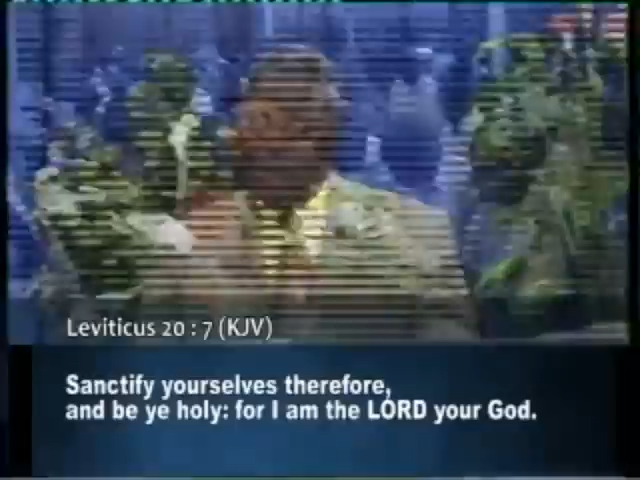 Leviticus 20 : 7 (KJV)
Sanctify yourselves therefore,
and be ye holy: for I am the LORD your God.